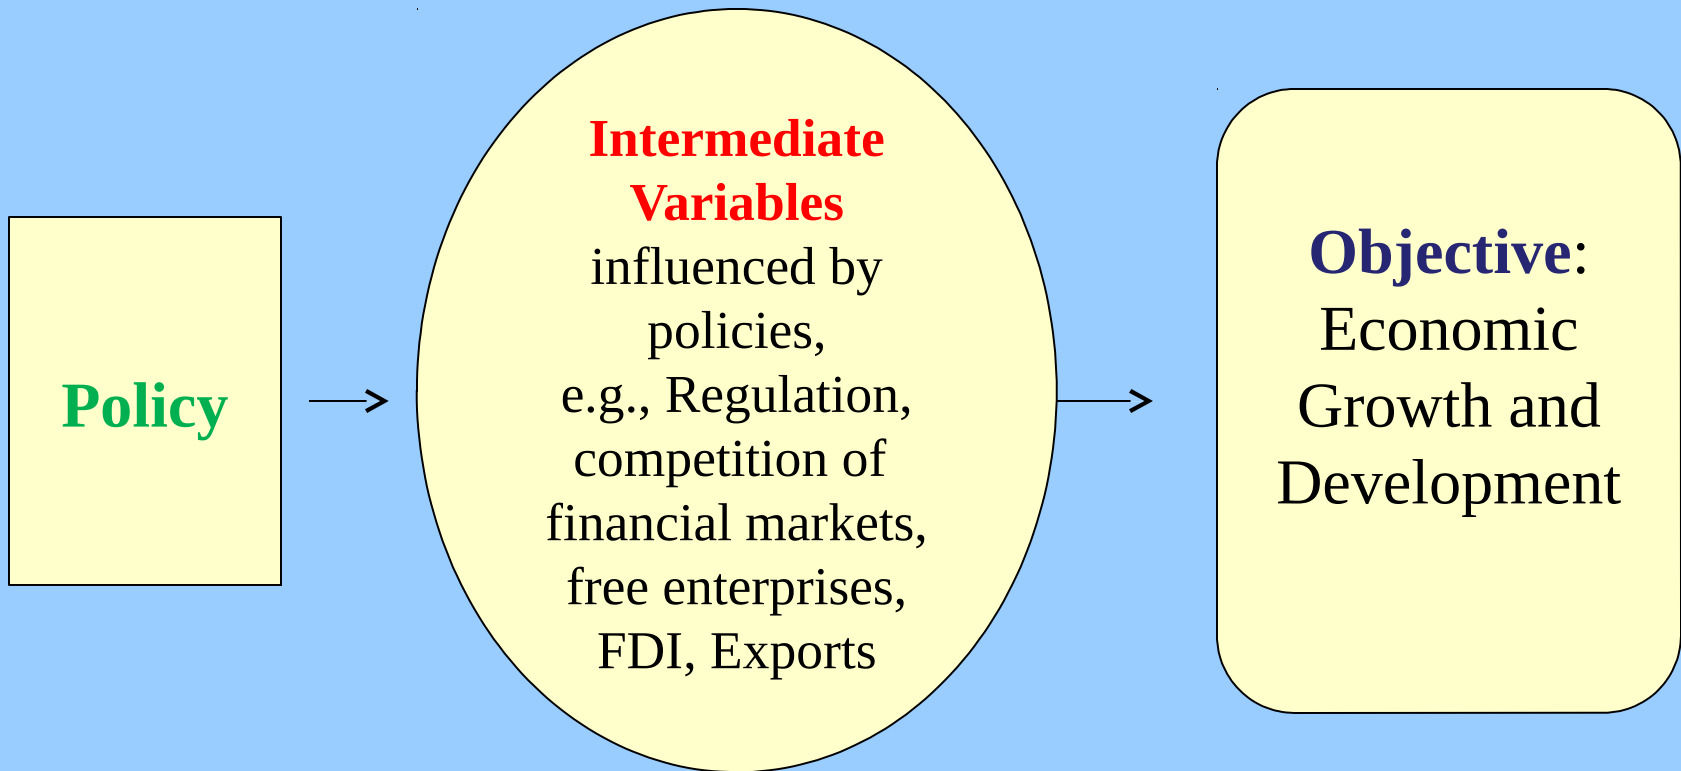 Policy
Intermediate
Variables
influenced by
policies,
e.g., Regulation,
competition of
financial markets,
free enterprises,
FDI, Exports
Objective:
Economic
Growth and
Development